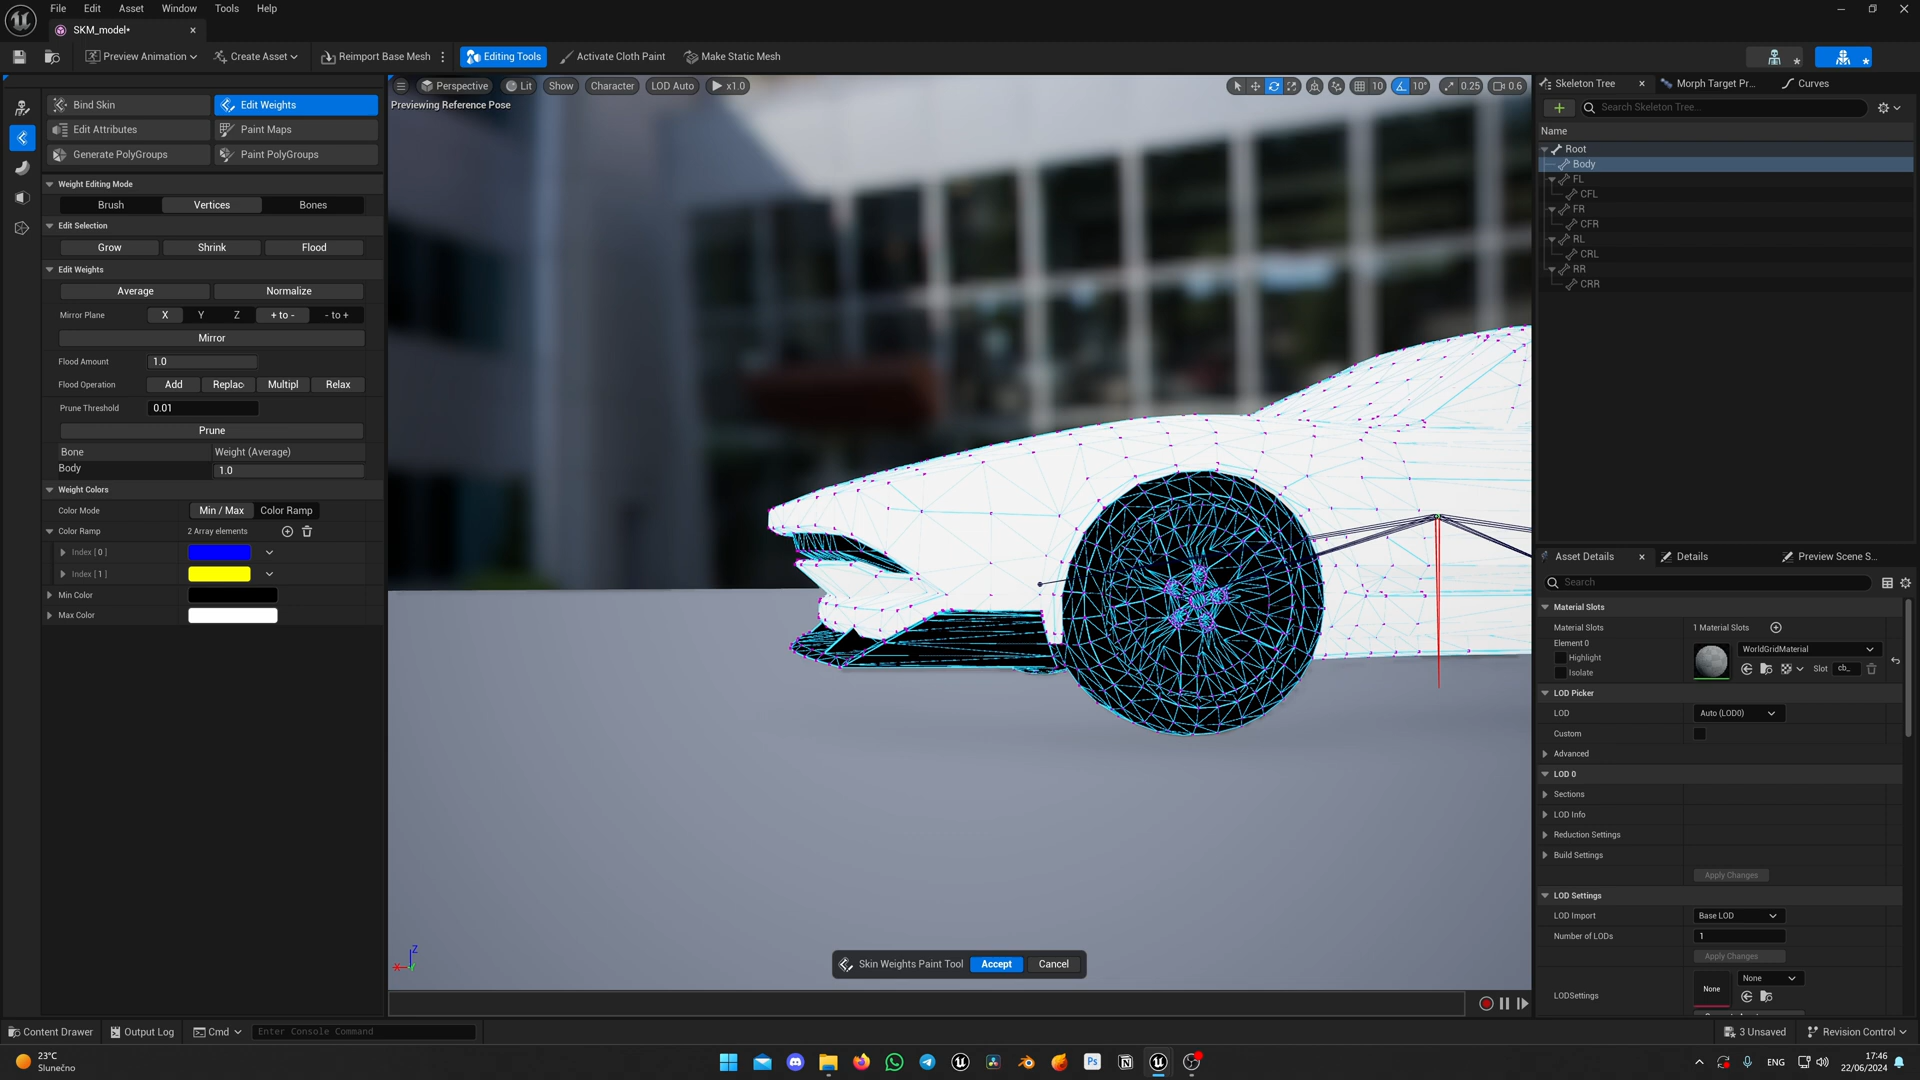 File Edit Asset Window Tools Help
SKM_model•
Preview Animation
Create Asset
Reimport Base Mesh
Editing Tools
Activate Cloth Paint
Make Static Mesh
Bind Skin
Edit Weights
Edit Attributes
Paint Maps
Generate PolyGroups
Paint PolyGroups
Weight Editing Mode
Brush Vertices Bones
Edit Selection
Grow Shrink Flood
Edit Weights
Average Normalize
Mirror Plane X Y Z + to - - to +
Mirror
Flood Amount 1.0
Flood Operation Add Replac Multipl Relax
Prune Threshold 0.01
Prune
Bone Weight (Average)
Body 1.0
Weight Colors
Color Mode Min / Max Color Ramp
Color Ramp 2 Array elements
Index [ 0 ]
Index [ 1 ]
Min Color
Max Color
Perspective Lit Show Character LOD Auto x1.0
10 10° 0.25 0.6
Previewing Reference Pose
Z
X
Skin Weights Paint Tool Accept Cancel
Skeleton Tree Morph Target Pr... Curves
Search Skeleton Tree...
Name
Root
Body
FL
CFL
FR
CFR
RL
CRL
RR
CRR
Asset Details Details Preview Scene S...
Search
Material Slots
Material Slots 1 Material Slots
Element 0
Highlight
Isolate
WorldGridMaterial
Slot cb_
LOD Picker
LOD Auto (LOD0)
Custom
Advanced
LOD 0
Sections
LOD Info
Reduction Settings
Build Settings
Apply Changes
LOD Settings
LOD Import Base LOD
Number of LODs 1
Apply Changes
LODSettings None None
Content Drawer Output Log Cmd Enter Console Command
3 Unsaved Revision Control
23°C
Slunečno
Ps
ENG
17:46
22/06/2024